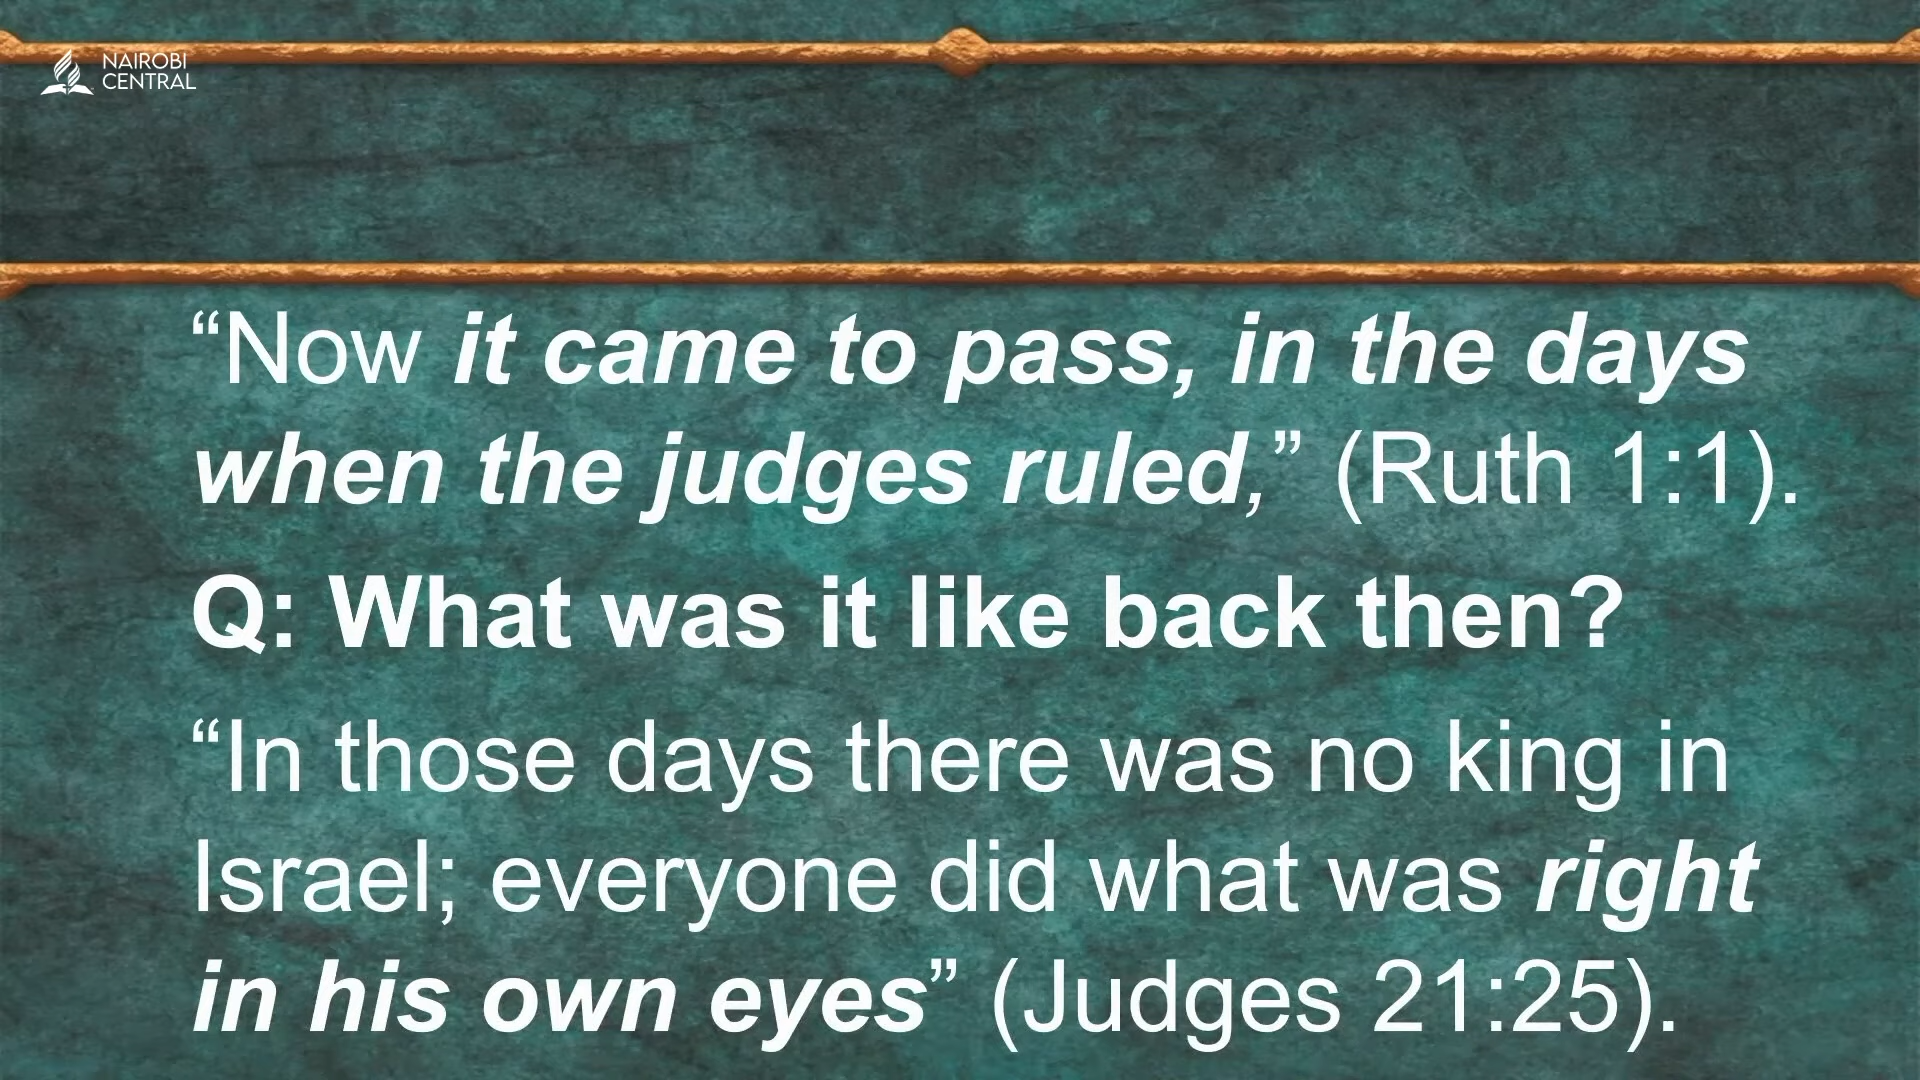 NAIROBI
CENTRAL
“Now it came to pass, in the days
when the judges ruled,” (Ruth 1:1).
Q: What was it like back then?
“In those days there was no king in
Israel; everyone did what was right
in his own eyes” (Judges 21:25).